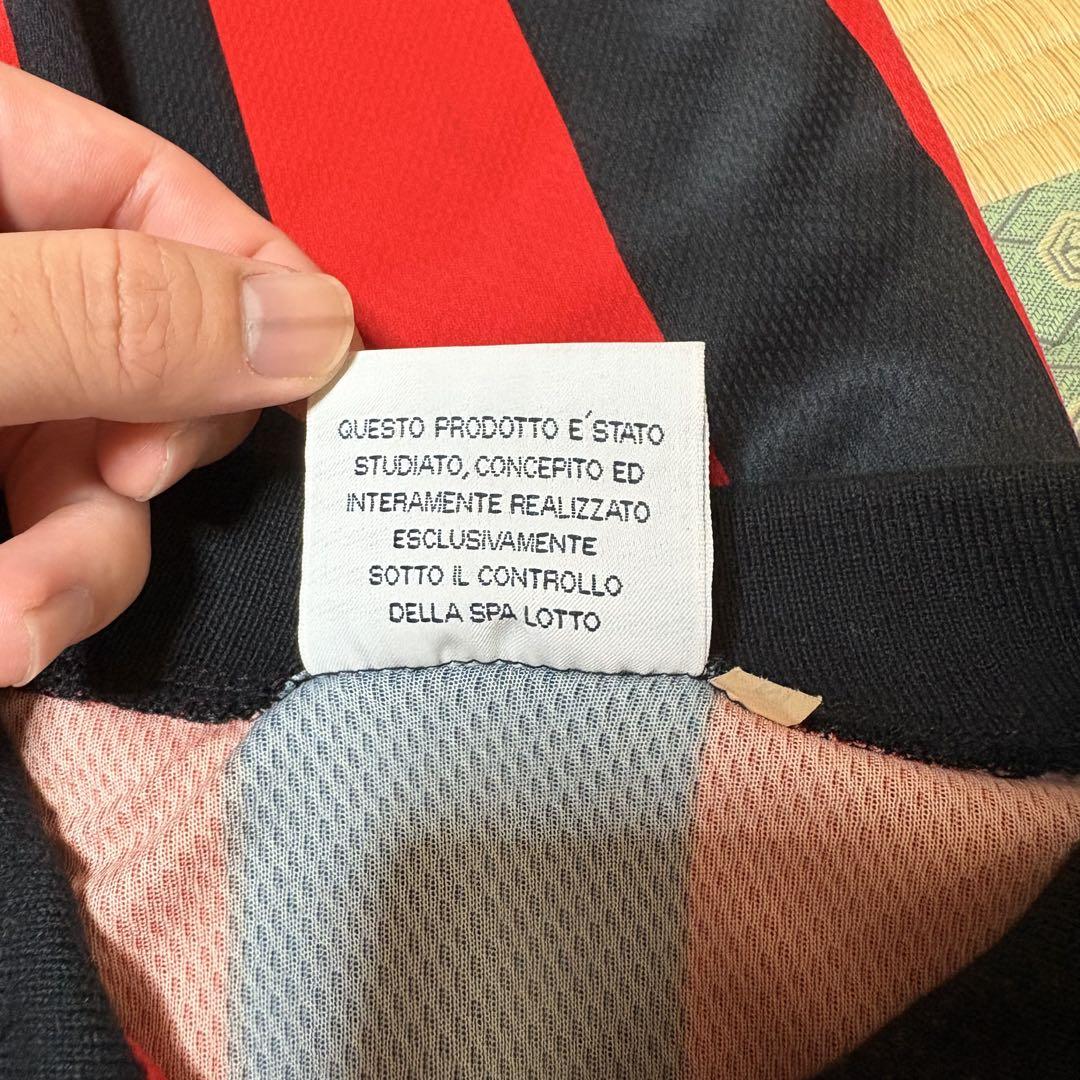 QUESTO PRODOTTO E´STATO
STUDIATO, CONCEPITO ED
INTERAMENTE REALIZZATO
ESCLUSIVAMENTE
SOTTO IL CONTROLLO
DELLA SPA LOTTO